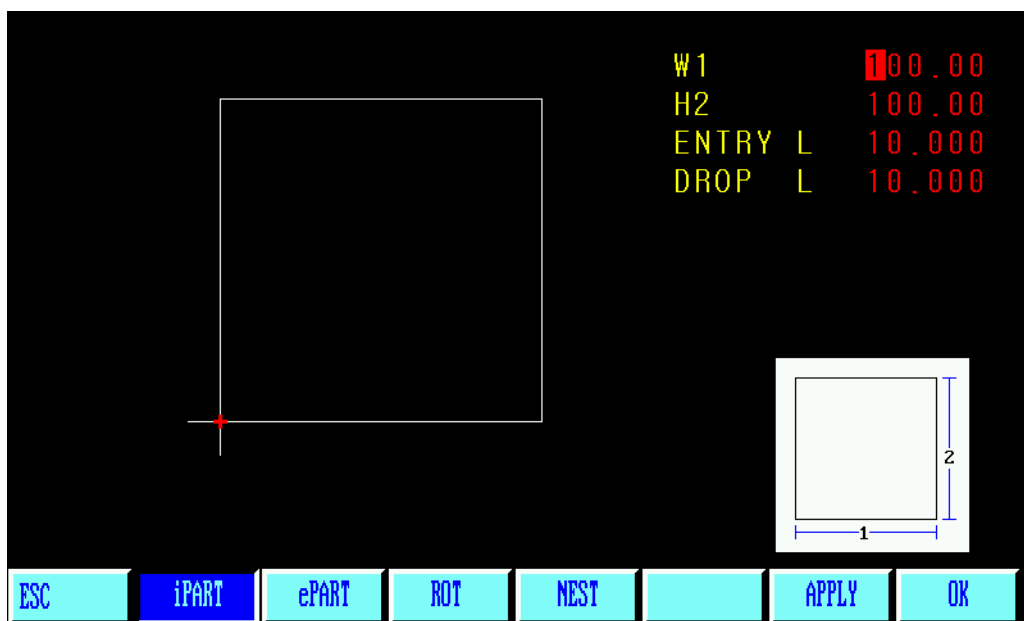 W1 100.00
H2 100.00
ENTRY L 10.000
DROP L 10.000
2
1
ESC iPART ePART ROT NEST APPLY OK